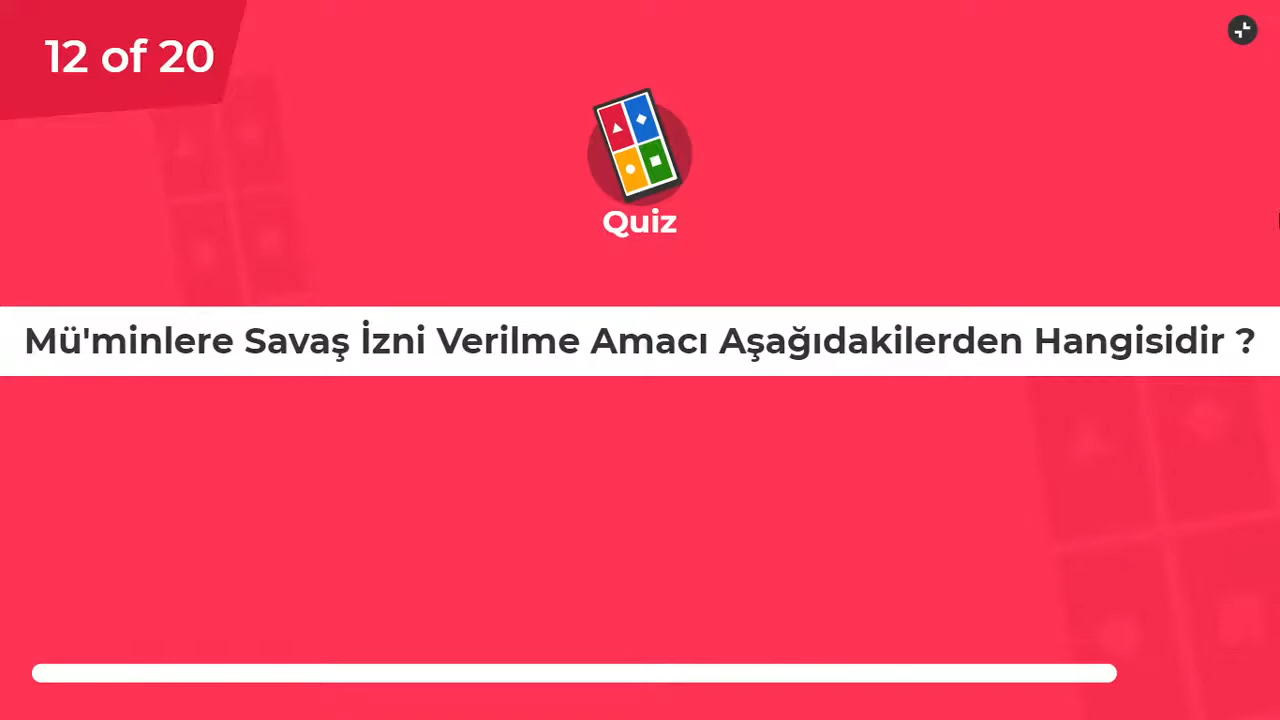 12 of 20
Quiz
Mü'minlere Savaş İzni Verilme Amacı Aşağıdakilerden Hangisidir ?